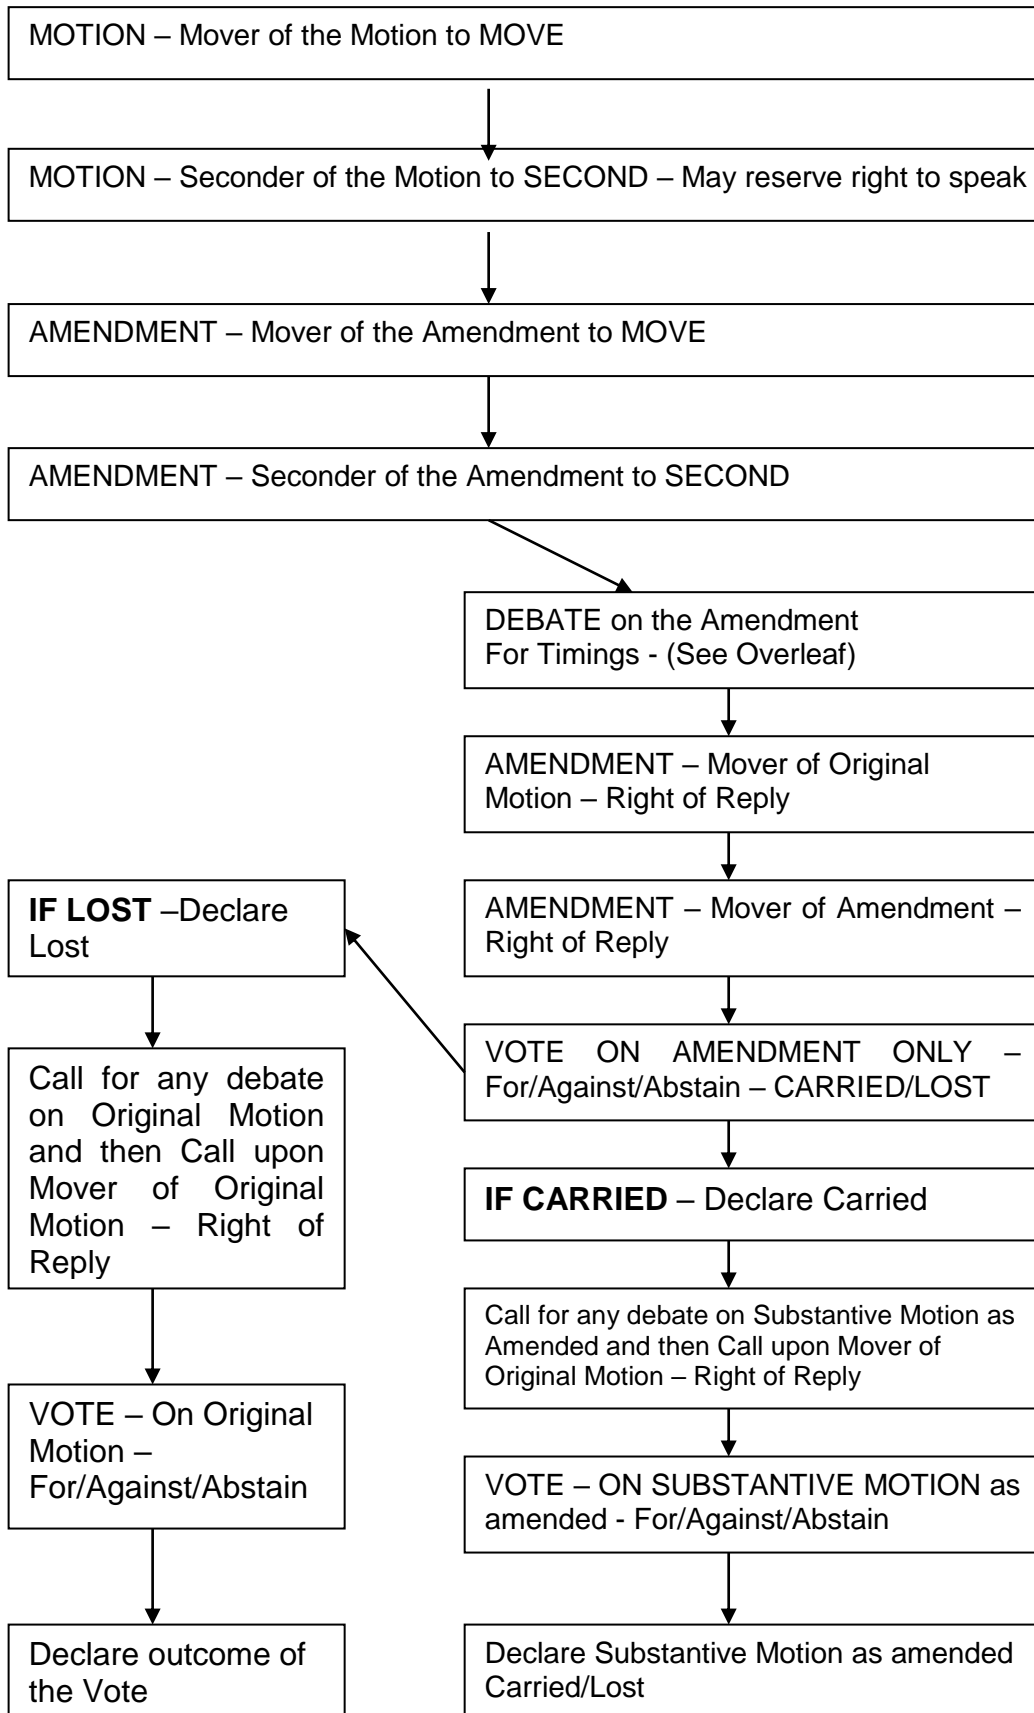 MOTION – Mover of the Motion to MOVE
MOTION – Seconder of the Motion to SECOND – May reserve right to speak
AMENDMENT – Mover of the Amendment to MOVE
AMENDMENT – Seconder of the Amendment to SECOND
DEBATE on the Amendment
For Timings - (See Overleaf)
AMENDMENT – Mover of Original
Motion – Right of Reply
AMENDMENT – Mover of Amendment –
Right of Reply
VOTE ON AMENDMENT ONLY –
For/Against/Abstain – CARRIED/LOST
IF LOST –Declare
Lost
Call for any debate
on Original Motion
and then Call upon
Mover of Original
Motion – Right of
Reply
VOTE – On Original
Motion –
For/Against/Abstain
Declare outcome of
the Vote
IF CARRIED – Declare Carried
Call for any debate on Substantive Motion as
Amended and then Call upon Mover of
Original Motion – Right of Reply
VOTE – ON SUBSTANTIVE MOTION as
amended - For/Against/Abstain
Declare Substantive Motion as amended
Carried/Lost